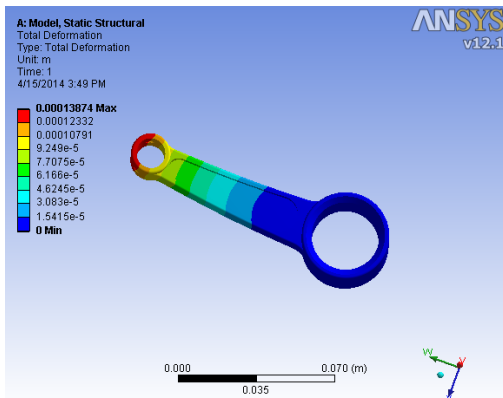 A: Model, Static Structural
Total Deformation
Type: Total Deformation
Unit: m
Time: 1
4/15/2014 3:49 PM
ANSYS
v12.1
0.00013874 Max
0.00012332
0.00010791
9.249e-5
7.7075e-5
6.166e-5
4.6245e-5
3.083e-5
1.5415e-5
0 Min
0.000
0.070 (m)
0.035